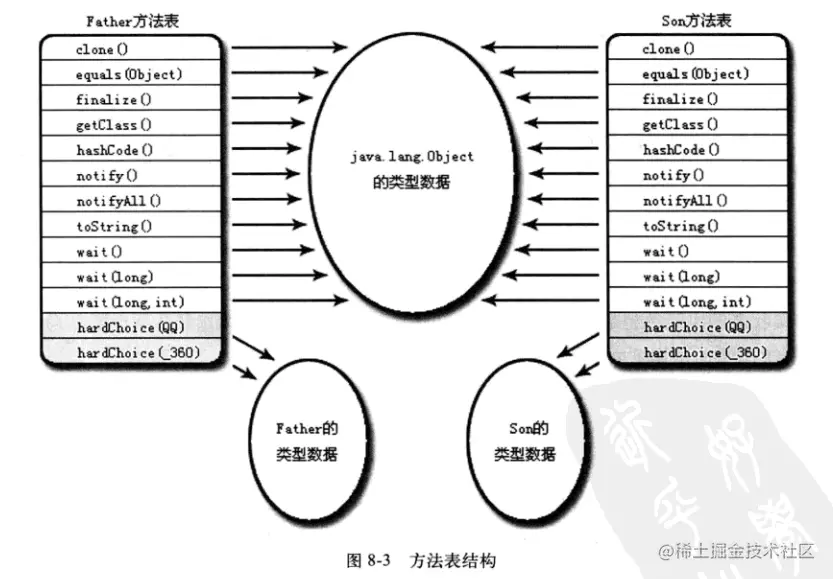 Father方法表
clone()
equals(Object)
finalize()
getClass()
hashCode()
notify()
notifyAll()
toString()
wait()
wait(long)
wait(long,int)
hardChoice(QQ)
hardChoice(_360)
java.lang.Object
的类型数据
Son方法表
clone()
equals(Object)
finalize()
getClass()
hashCode()
notify()
notifyAll()
toString()
wait()
wait(long)
wait(long,int)
hardChoice(QQ)
hardChoice(_360)
Father的
类型数据
Son的
类型数据
图 8-3 方法表结构
@稀土掘金技术社区